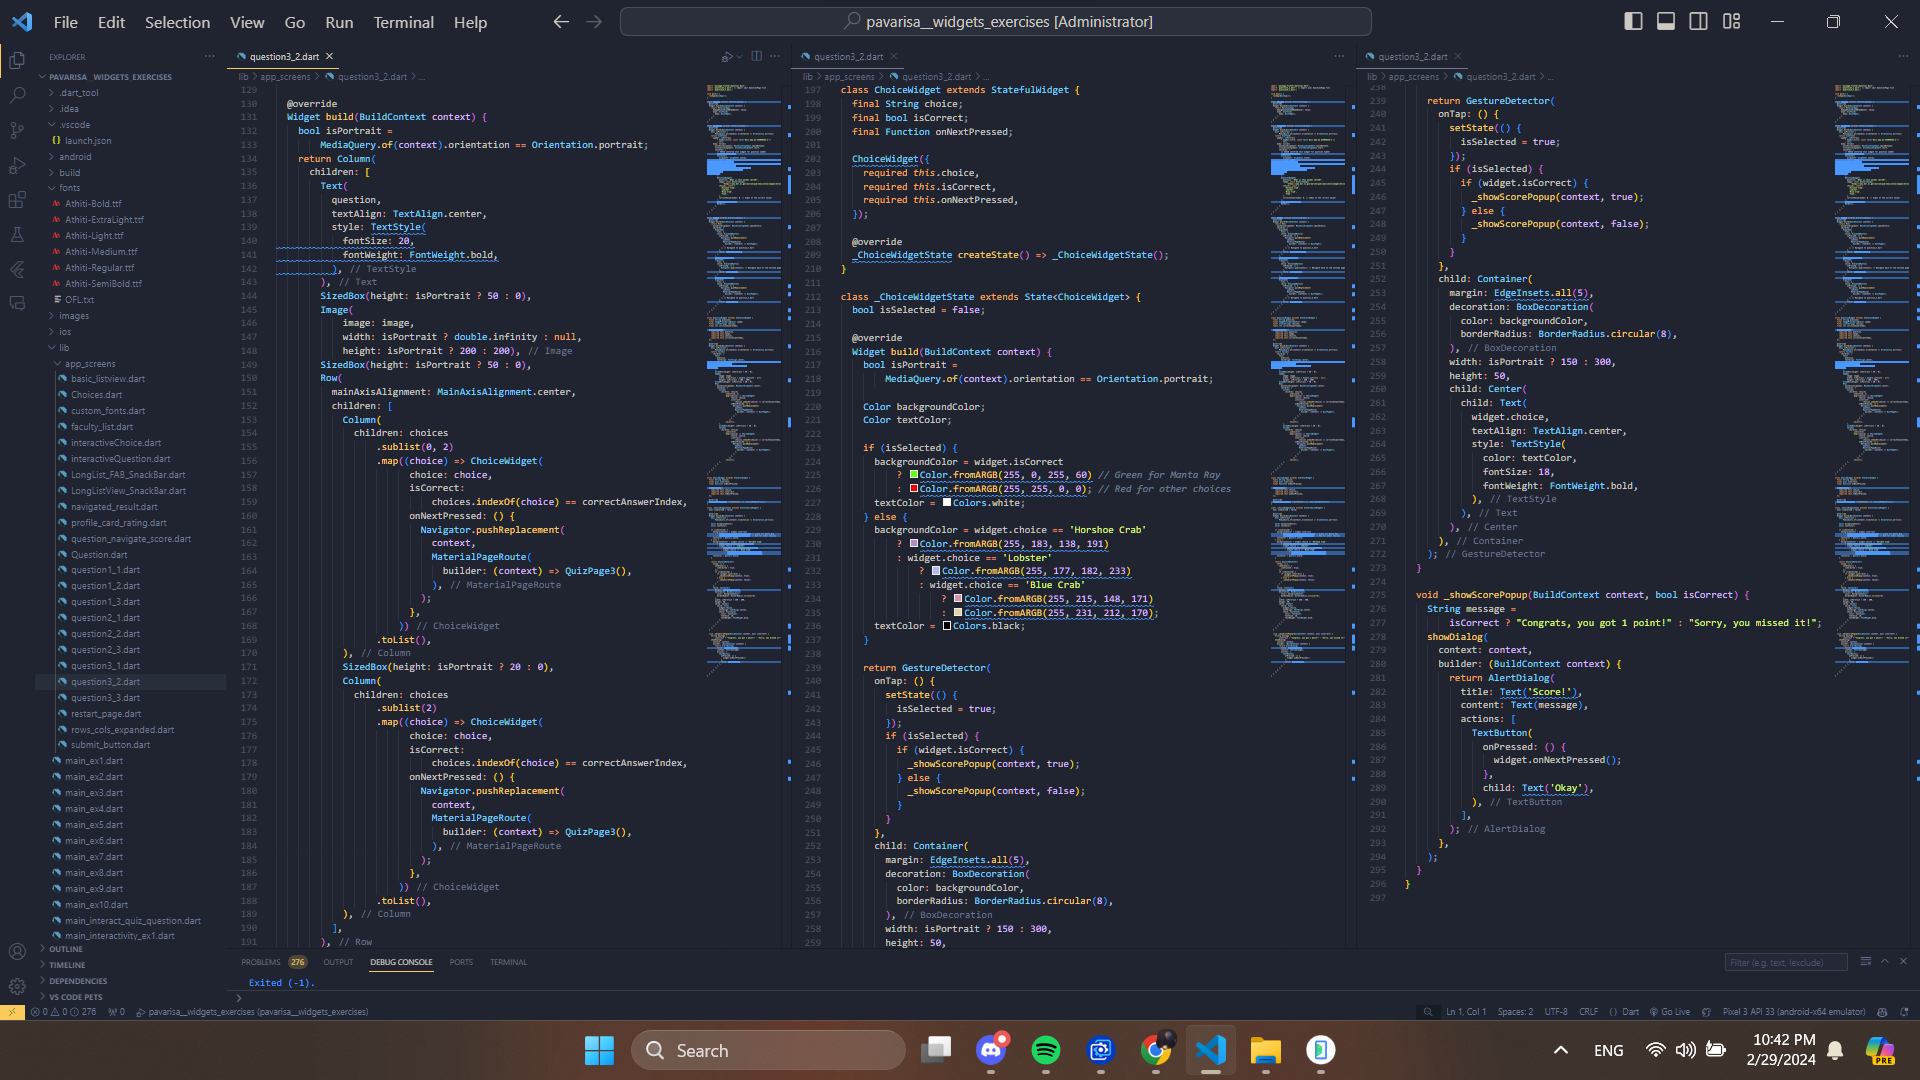 File Edit Selection View Go Run Terminal Help
pavarisa__widgets_exercises [Administrator]
EXPLORER
PAVARISA__WIDGETS_EXERCISES
.dart_tool
.idea
.vscode
launch.json
android
build
fonts
Athiti-Bold.ttf
Athiti-ExtraLight.ttf
Athiti-Light.ttf
Athiti-Medium.ttf
Athiti-Regular.ttf
Athiti-SemiBold.ttf
OFL.txt
images
ios
lib
app_screens
basic_listview.dart
Choices.dart
custom_fonts.dart
faculty_list.dart
interactiveChoice.dart
interactiveQuestion.dart
LongList_FAB_SnackBar.dart
LongListView_SnackBar.dart
navigated_result.dart
profile_card_rating.dart
question_navigate_score.dart
Question.dart
question1_1.dart
question1_2.dart
question1_3.dart
question2_1.dart
question2_2.dart
question2_3.dart
question3_1.dart
question3_2.dart
question3_3.dart
restart_page.dart
rows_cols_expanded.dart
submit_button.dart
main_ex1.dart
main_ex2.dart
main_ex3.dart
main_ex4.dart
main_ex5.dart
main_ex6.dart
main_ex7.dart
main_ex8.dart
main_ex9.dart
main_ex10.dart
main_interact_quiz_question.dart
main_interactivity_ex1.dart
OUTLINE
TIMELINE
DEPENDENCIES
VS CODE PETS
question3_2.dart
lib > app_screens > question3_2.dart > ...
129
130 @override
131 Widget build(BuildContext context) {
132 bool isPortrait =
133 MediaQuery.of(context).orientation == Orientation.portrait;
134 return Column(
135 children: [
136 Text(
137 question,
138 textAlign: TextAlign.center,
139 style: TextStyle(
140 fontSize: 20,
141 fontWeight: FontWeight.bold,
142 ), // TextStyle
143 ), // Text
144 SizedBox(height: isPortrait ? 50 : 0),
145 Image(
146 image: image,
147 width: isPortrait ? double.infinity : null,
148 height: isPortrait ? 200 : 200), // Image
149 SizedBox(height: isPortrait ? 50 : 0),
150 Row(
151 mainAxisAlignment: MainAxisAlignment.center,
152 children: [
153 Column(
154 children: choices
155 .sublist(0, 2)
156 .map((choice) => ChoiceWidget(
157 choice: choice,
158 isCorrect:
159 choices.indexOf(choice) == correctAnswerIndex,
160 onNextPressed: () {
161 Navigator.pushReplacement(
162 context,
163 MaterialPageRoute(
164 builder: (context) => QuizPage3(),
165 ), // MaterialPageRoute
166 );
167 },
168 )) // ChoiceWidget
169 .toList(),
170 ), // Column
171 SizedBox(height: isPortrait ? 20 : 0),
172 Column(
173 children: choices
174 .sublist(2)
175 .map((choice) => ChoiceWidget(
176 choice: choice,
177 isCorrect:
178 choices.indexOf(choice) == correctAnswerIndex,
179 onNextPressed: () {
180 Navigator.pushReplacement(
181 context,
182 MaterialPageRoute(
183 builder: (context) => QuizPage3(),
184 ), // MaterialPageRoute
185 );
186 },
187 )) // ChoiceWidget
188 .toList(),
189 ), // Column
190 ],
191 ), // Row
question3_2.dart
lib > app_screens > question3_2.dart > ...
197 class ChoiceWidget extends StatefulWidget {
198 final String choice;
199 final bool isCorrect;
200 final Function onNextPressed;
201
202 ChoiceWidget({
203 required this.choice,
204 required this.isCorrect,
205 required this.onNextPressed,
206 });
207
208 @override
209 _ChoiceWidgetState createState() => _ChoiceWidgetState();
210 }
211
212 class _ChoiceWidgetState extends State<ChoiceWidget> {
213 bool isSelected = false;
214
215 @override
216 Widget build(BuildContext context) {
217 bool isPortrait =
218 MediaQuery.of(context).orientation == Orientation.portrait;
219
220 Color backgroundColor;
221 Color textColor;
222
223 if (isSelected) {
224 backgroundColor = widget.isCorrect
225 ? Color.fromARGB(255, 0, 255, 60) // Green for Manta Ray
226 : Color.fromARGB(255, 255, 0, 0); // Red for other choices
227 textColor = Colors.white;
228 } else {
229 backgroundColor = widget.choice == 'Horshoe Crab'
230 ? Color.fromARGB(255, 183, 138, 191)
231 : widget.choice == 'Lobster'
232 ? Color.fromARGB(255, 177, 182, 233)
233 : widget.choice == 'Blue Crab'
234 ? Color.fromARGB(255, 215, 148, 171)
235 : Color.fromARGB(255, 231, 212, 170);
236 textColor = Colors.black;
237 }
238
239 return GestureDetector(
240 onTap: () {
241 setState(() {
242 isSelected = true;
243 });
244 if (isSelected) {
245 if (widget.isCorrect) {
246 _showScorePopup(context, true);
247 } else {
248 _showScorePopup(context, false);
249 }
250 }
251 },
252 child: Container(
253 margin: EdgeInsets.all(5),
254 decoration: BoxDecoration(
255 color: backgroundColor,
256 borderRadius: BorderRadius.circular(8),
257 ), // BoxDecoration
258 width: isPortrait ? 150 : 300,
259 height: 50,
question3_2.dart
lib > app_screens > question3_2.dart > ...
238
239 return GestureDetector(
240 onTap: () {
241 setState(() {
242 isSelected = true;
243 });
244 if (isSelected) {
245 if (widget.isCorrect) {
246 _showScorePopup(context, true);
247 } else {
248 _showScorePopup(context, false);
249 }
250 }
251 },
252 child: Container(
253 margin: EdgeInsets.all(5),
254 decoration: BoxDecoration(
255 color: backgroundColor,
256 borderRadius: BorderRadius.circular(8),
257 ), // BoxDecoration
258 width: isPortrait ? 150 : 300,
259 height: 50,
260 child: Center(
261 child: Text(
262 widget.choice,
263 textAlign: TextAlign.center,
264 style: TextStyle(
265 color: textColor,
266 fontSize: 18,
267 fontWeight: FontWeight.bold,
268 ), // TextStyle
269 ), // Text
270 ), // Center
271 ), // Container
272 ); // GestureDetector
273 }
274
275 void _showScorePopup(BuildContext context, bool isCorrect) {
276 String message =
277 isCorrect ? "Congrats, you got 1 point!" : "Sorry, you missed it!";
278 showDialog(
279 context: context,
280 builder: (BuildContext context) {
281 return AlertDialog(
282 title: Text('Score!'),
283 content: Text(message),
284 actions: [
285 TextButton(
286 onPressed: () {
287 widget.onNextPressed();
288 },
289 child: Text('Okay'),
290 ), // TextButton
291 ],
292 ); // AlertDialog
293 },
294 );
295 }
296 }
297
PROBLEMS 276 OUTPUT DEBUG CONSOLE PORTS TERMINAL
Filter (e.g. text, !exclude)
Exited (-1).
0 0 276 0 pavarisa__widgets_exercises (pavarisa__widgets_exercises)
Ln 1, Col 1 Spaces: 2 UTF-8 CRLF {} Dart Go Live Pixel 3 API 33 (android-x64 emulator)
Search
ENG
10:42 PM
2/29/2024
PRE